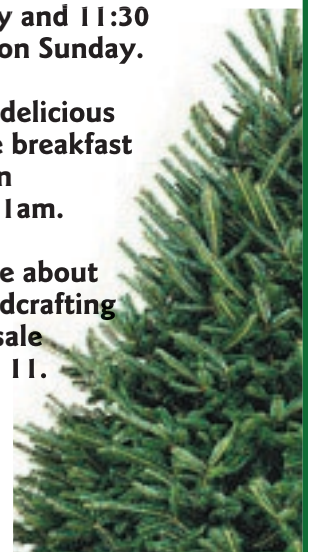 y and 11:30
on Sunday.
delicious
e breakfast
n
1am.
e about
dcrafting
sale
11.